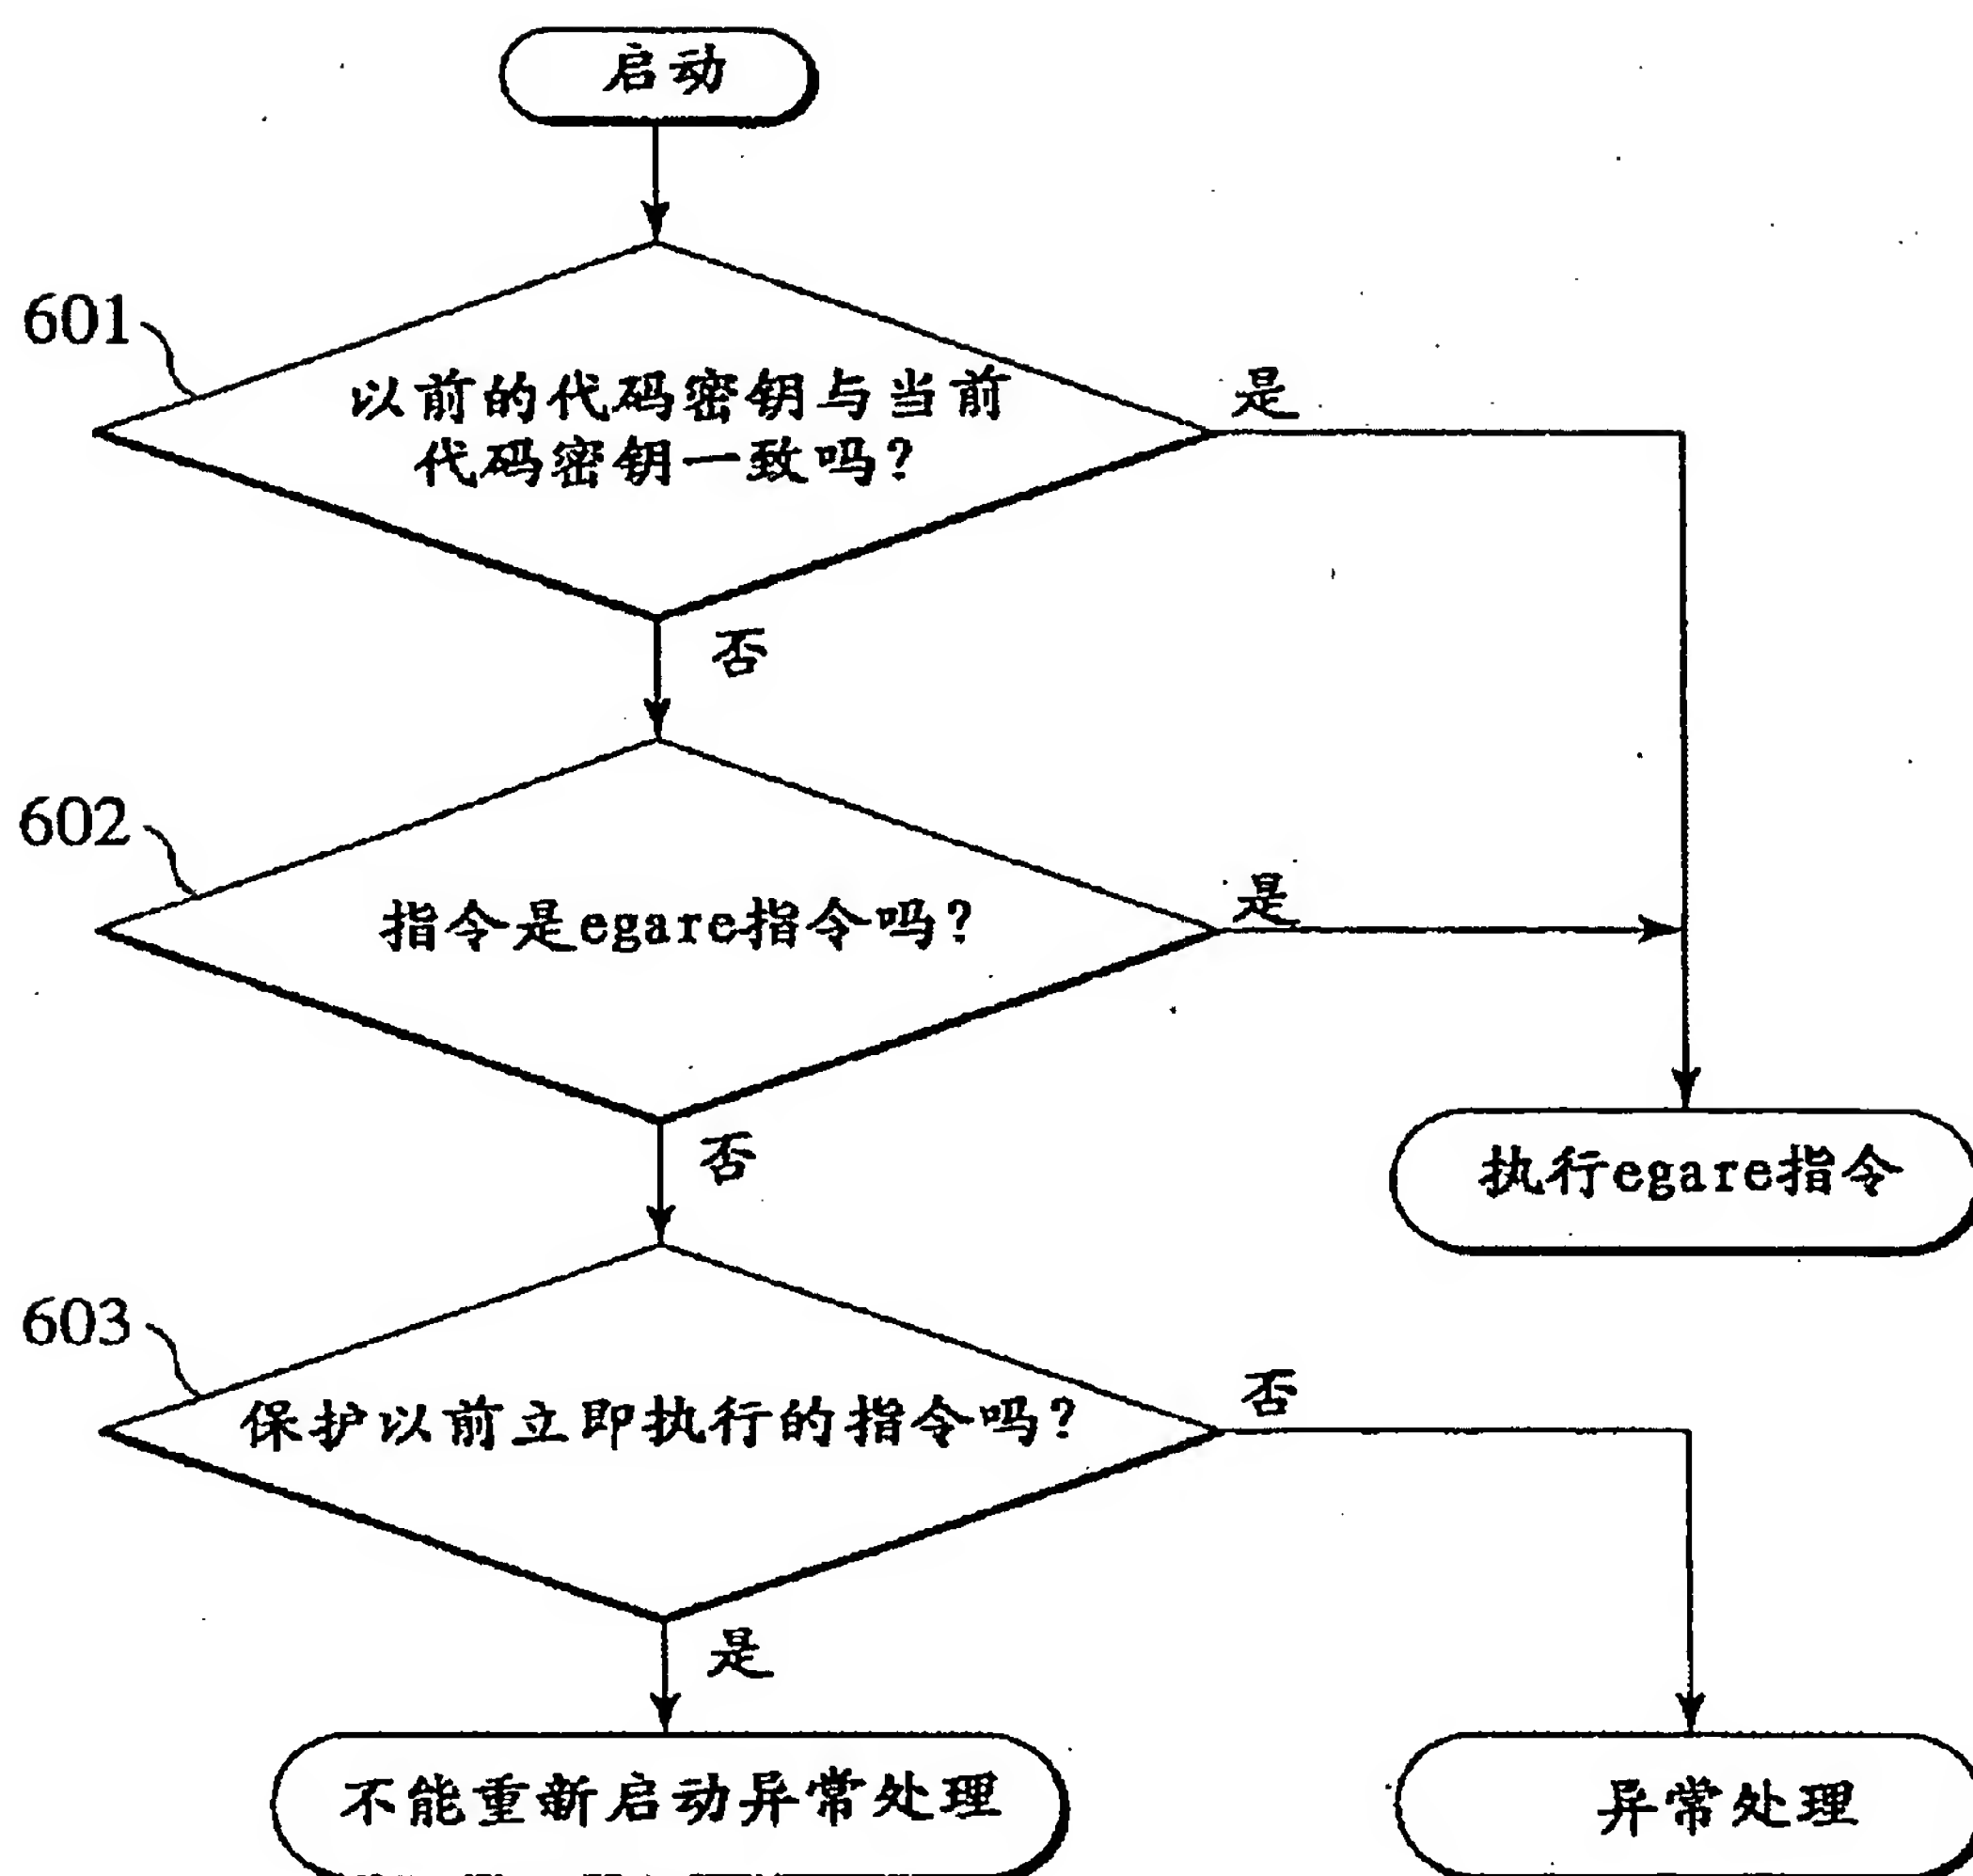 启动
601
以前的代码密钥与当前
代码密钥一致吗?
是
否
602
指令是egare指令吗?
是
否
执行egare指令
603
保护以前立即执行的指令吗?
否
是
不能重新启动异常处理
异常处理